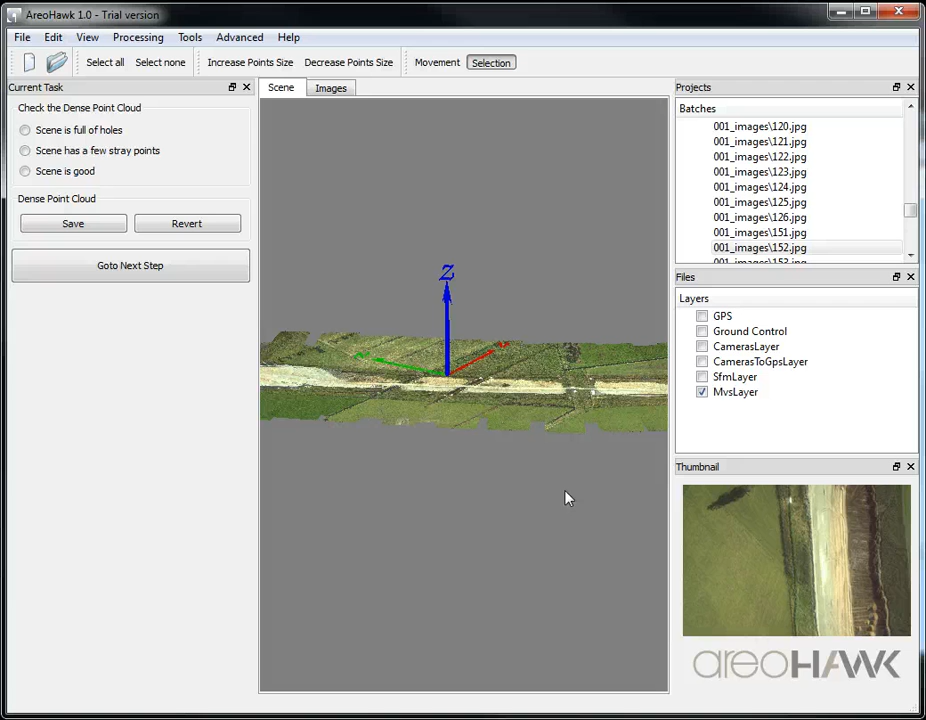 AreoHawk 1.0 - Trial version
File Edit View Processing Tools Advanced Help
Select all Select none Increase Points Size Decrease Points Size Movement Selection
Current Task
Check the Dense Point Cloud
Scene is full of holes
Scene has a few stray points
Scene is good
Dense Point Cloud
Save Revert
Goto Next Step
Scene Images
Z
Projects
Batches
001_images\120.jpg
001_images\121.jpg
001_images\122.jpg
001_images\123.jpg
001_images\124.jpg
001_images\125.jpg
001_images\126.jpg
001_images\151.jpg
001_images\152.jpg
001_images\153.jpg
Files
Layers
GPS
Ground Control
CamerasLayer
CamerasToGpsLayer
SfmLayer
MvsLayer
Thumbnail
areoHAWK